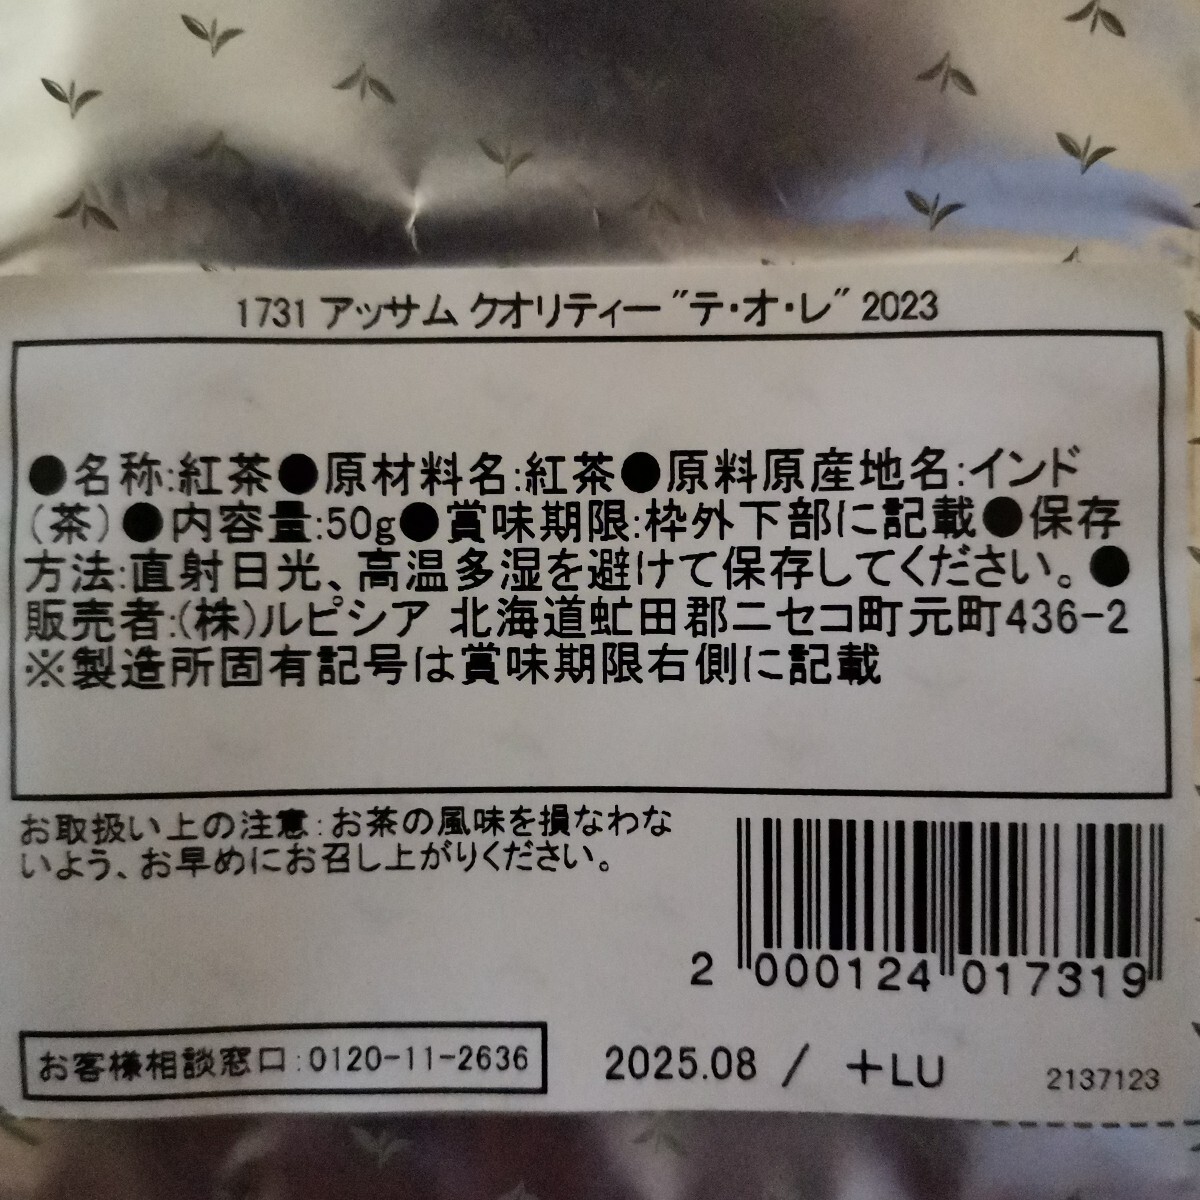 1731 アッサム クオリティー"テ・オ・レ" 2023
●名称:紅茶●原材料名:紅茶●原料原産地名:インド
(茶)●内容量:50g●賞味期限:枠外下部に記載●保存
方法:直射日光、高温多湿を避けて保存してください。●
販売者:(株)ルピシア 北海道虻田郡ニセコ町元町436-2
※製造所固有記号は賞味期限右側に記載
お取扱い上の注意:お茶の風味を損なわな
いよう、お早めにお召し上がりください。
2 000124 017319
お客様相談窓口:0120-11-2636
2025.08 / +LU
2137123